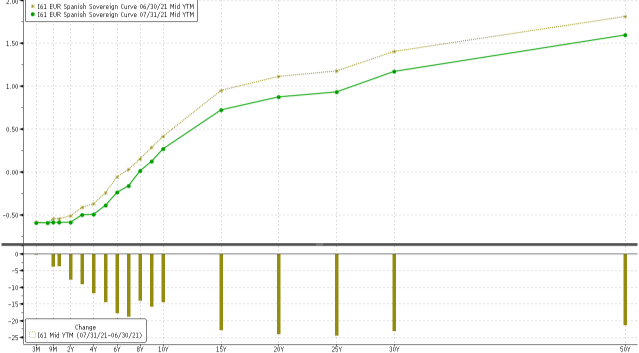 2.00
I61 EUR Spanish Sovereign Curve 06/30/21 Mid YTM
I61 EUR Spanish Sovereign Curve 07/31/21 Mid YTM
1.50
1.00
0.50
0.00
-0.50
0
-5
-10
-15
-20
-25
Change
I61 Mid YTM (07/31/21-06/30/21)
3M 9M 2Y 4Y 6Y 8Y 10Y 15Y 20Y 25Y 30Y 50Y